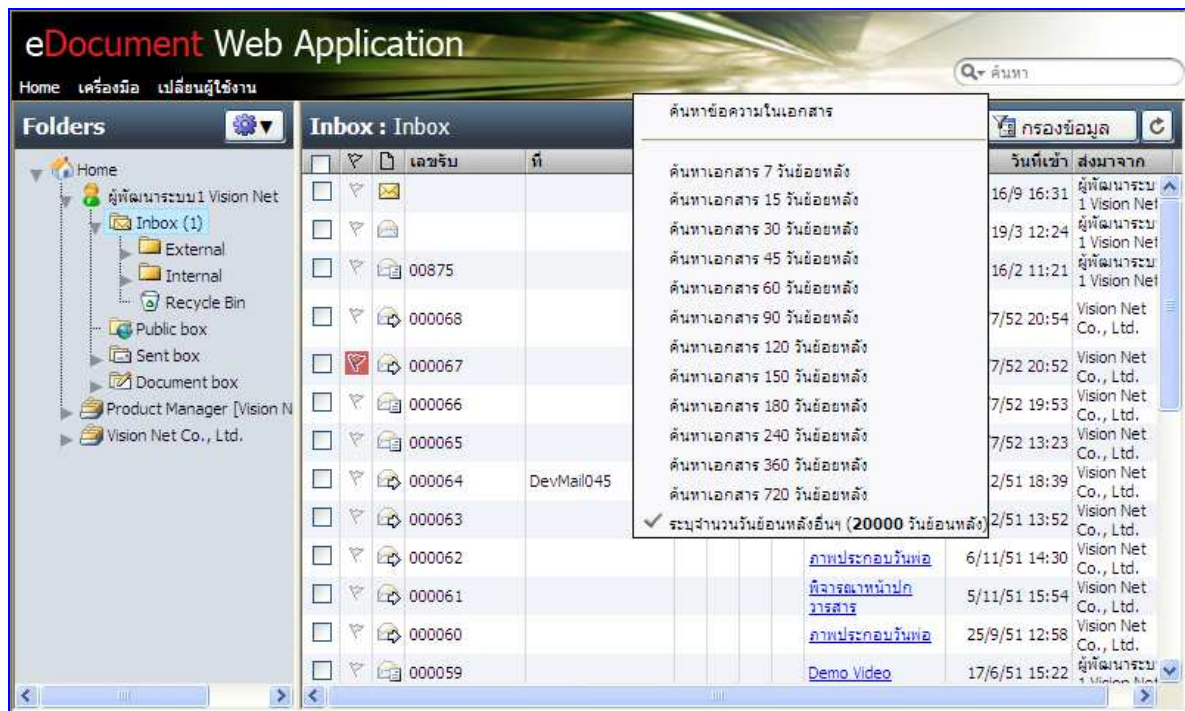 eDocument Web Application
Home เครื่องมือ เปลี่ยนผู้ใช้งาน
ค้นหา
Folders
Home
ผู้พัฒนาระบบ1 Vision Net
Inbox (1)
External
Internal
Recycle Bin
Public box
Sent box
Document box
Product Manager [Vision N
Vision Net Co., Ltd.
Inbox : Inbox
กรองข้อมูล
ค้นหาข้อความในเอกสาร
ค้นหาเอกสาร 7 วันย้อยหลัง
ค้นหาเอกสาร 15 วันย้อยหลัง
ค้นหาเอกสาร 30 วันย้อยหลัง
ค้นหาเอกสาร 45 วันย้อยหลัง
ค้นหาเอกสาร 60 วันย้อยหลัง
ค้นหาเอกสาร 90 วันย้อยหลัง
ค้นหาเอกสาร 120 วันย้อยหลัง
ค้นหาเอกสาร 150 วันย้อยหลัง
ค้นหาเอกสาร 180 วันย้อยหลัง
ค้นหาเอกสาร 240 วันย้อยหลัง
ค้นหาเอกสาร 360 วันย้อยหลัง
ค้นหาเอกสาร 720 วันย้อยหลัง
ระบุจำนวนวันย้อนหลังอื่นๆ (20000 วันย้อนหลัง)
เลขรับ ที่ วันที่เข้า ส่งมาจาก
16/9 16:31 ผู้พัฒนาระบบ
1 Vision Net
19/3 12:24 ผู้พัฒนาระบบ
1 Vision Net
00875 16/2 11:21 ผู้พัฒนาระบบ
1 Vision Net
000068 7/52 20:54 Vision Net
Co., Ltd.
000067 7/52 20:52 Vision Net
Co., Ltd.
000066 7/52 19:53 Vision Net
Co., Ltd.
000065 7/52 13:23 Vision Net
Co., Ltd.
000064 DevMail045 2/51 18:39 Vision Net
Co., Ltd.
000063 2/51 13:52 Vision Net
Co., Ltd.
000062 ภาพประกอบวันพ่อ 6/11/51 14:30 Vision Net
Co., Ltd.
000061 พิจารณาหน้าปก
วารสาร 5/11/51 15:54 Vision Net
Co., Ltd.
000060 ภาพประกอบวันพ่อ 25/9/51 12:58 Vision Net
Co., Ltd.
000059 Demo Video 17/6/51 15:22 ผู้พัฒนาระบบ
1 Vision Net